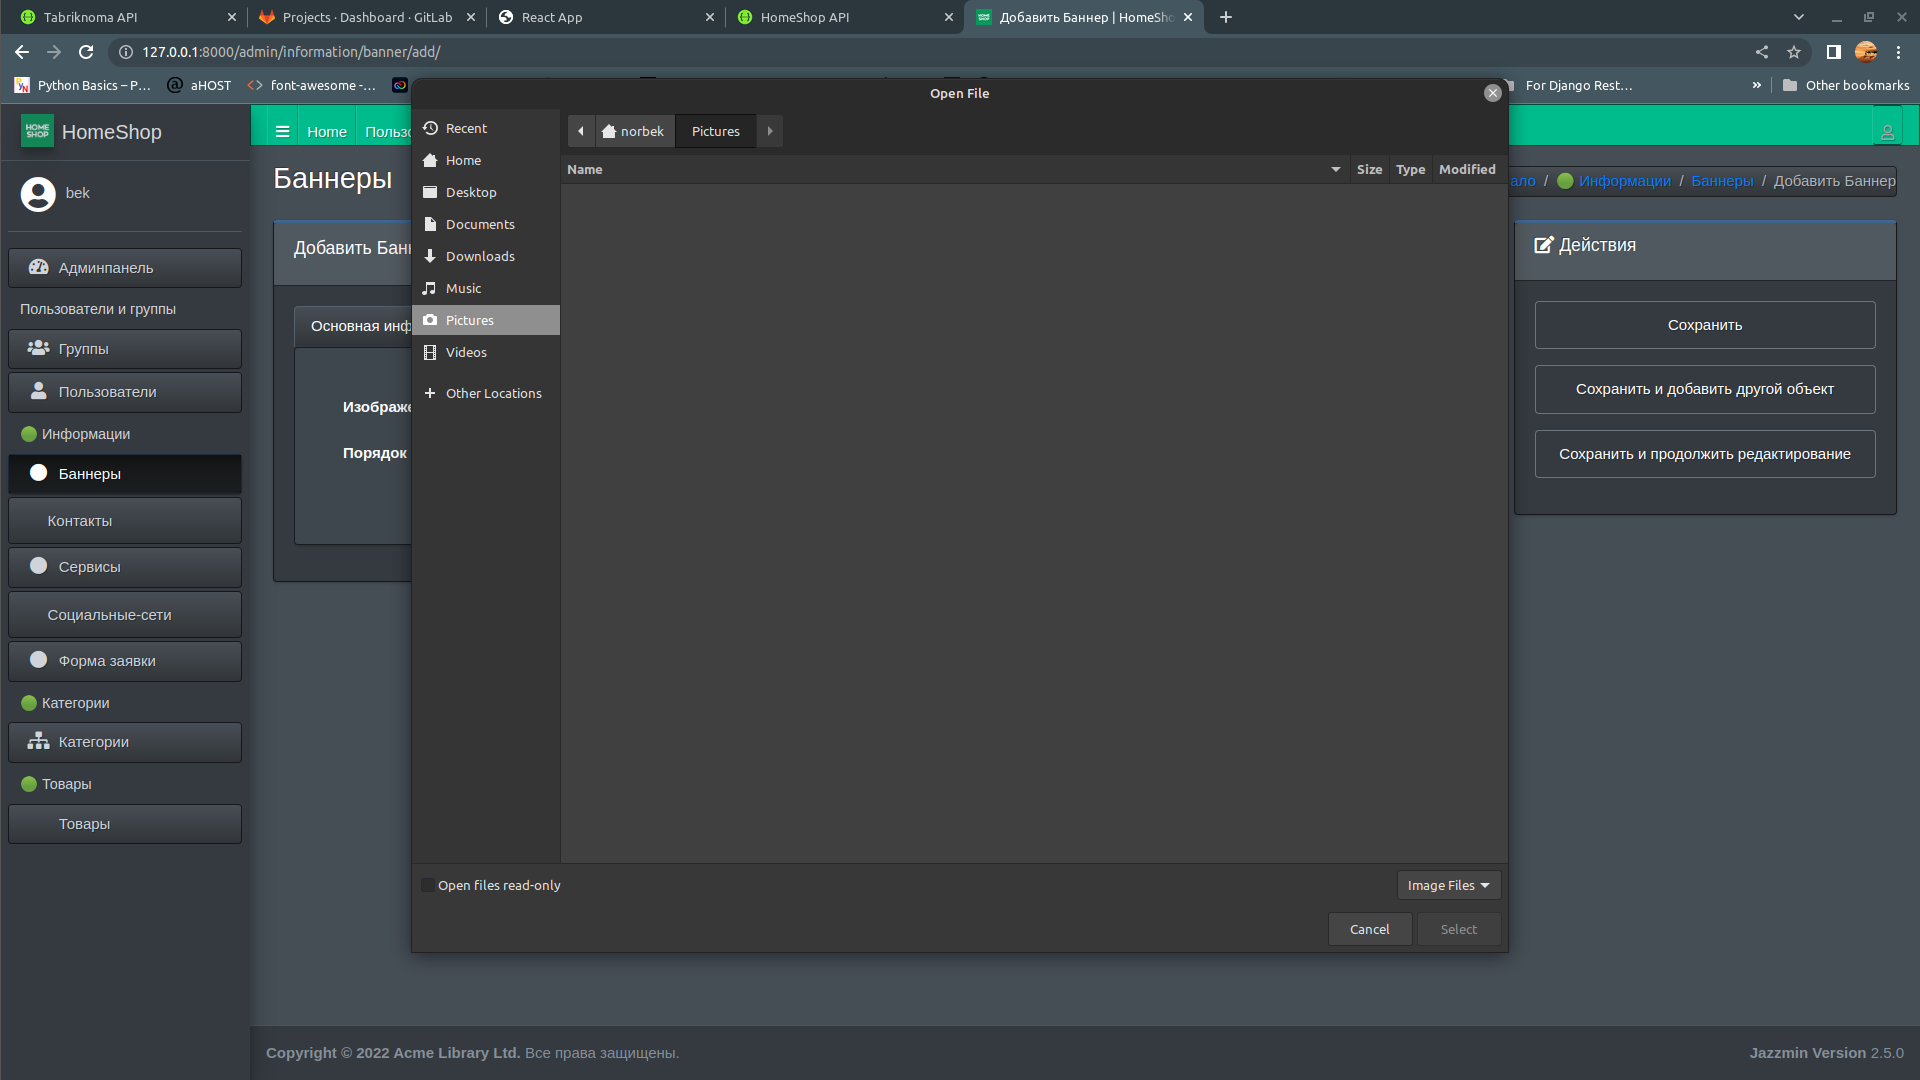 Tabriknoma API
Projects · Dashboard · GitLab
React App
HomeShop API
Добавить Баннер | HomeSho
127.0.0.1:8000/admin/information/banner/add/
Python Basics – P…
aHOST
font-awesome -…
For Django Rest…
»
Other bookmarks
HOME SHOP
HomeShop
bek
Админпанель
Пользователи и группы
Группы
Пользователи
Информации
Баннеры
Контакты
Сервисы
Социальные-сети
Форма заявки
Категории
Категории
Товары
Товары
Home
Польз
Баннеры
ало / Информации / Баннеры / Добавить Баннер
Добавить Бан
Основная инф
Изображе
Порядок
Open File
Recent
Home
Desktop
Documents
Downloads
Music
Pictures
Videos
Other Locations
norbek
Pictures
Name
Size
Type
Modified
Open files read-only
Image Files
Cancel
Select
Действия
Сохранить
Сохранить и добавить другой объект
Сохранить и продолжить редактирование
Copyright © 2022 Acme Library Ltd. Все права защищены.
Jazzmin Version 2.5.0